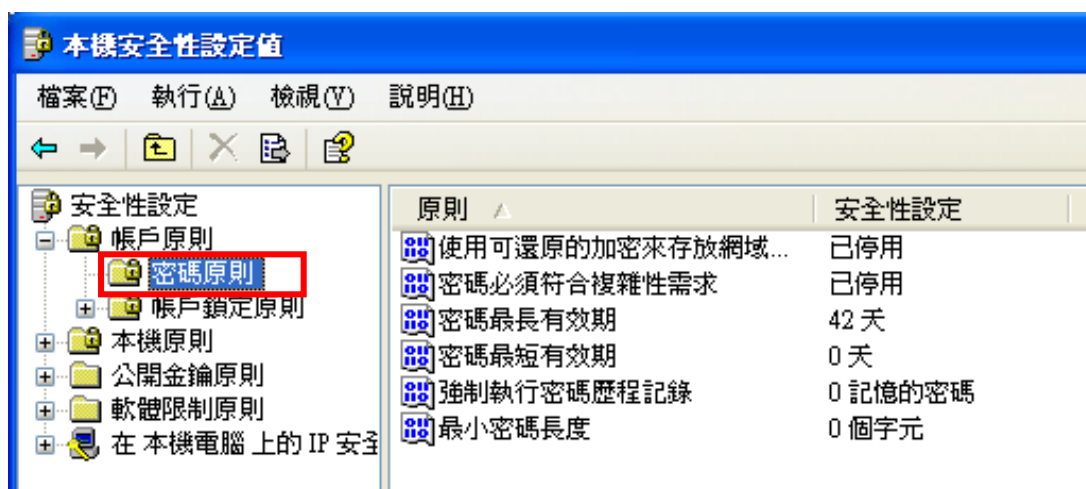 本機安全性設定值
檔案(F) 執行(A) 檢視(V) 說明(H)
安全性設定
帳戶原則
密碼原則
帳戶鎖定原則
本機原則
公開金鑰原則
軟體限制原則
在 本機電腦 上的 IP 安全
原則 安全性設定
使用可還原的加密來存放網域... 已停用
密碼必須符合複雜性需求 已停用
密碼最長有效期 42 天
密碼最短有效期 0 天
強制執行密碼歷程記錄 0 記憶的密碼
最小密碼長度 0 個字元